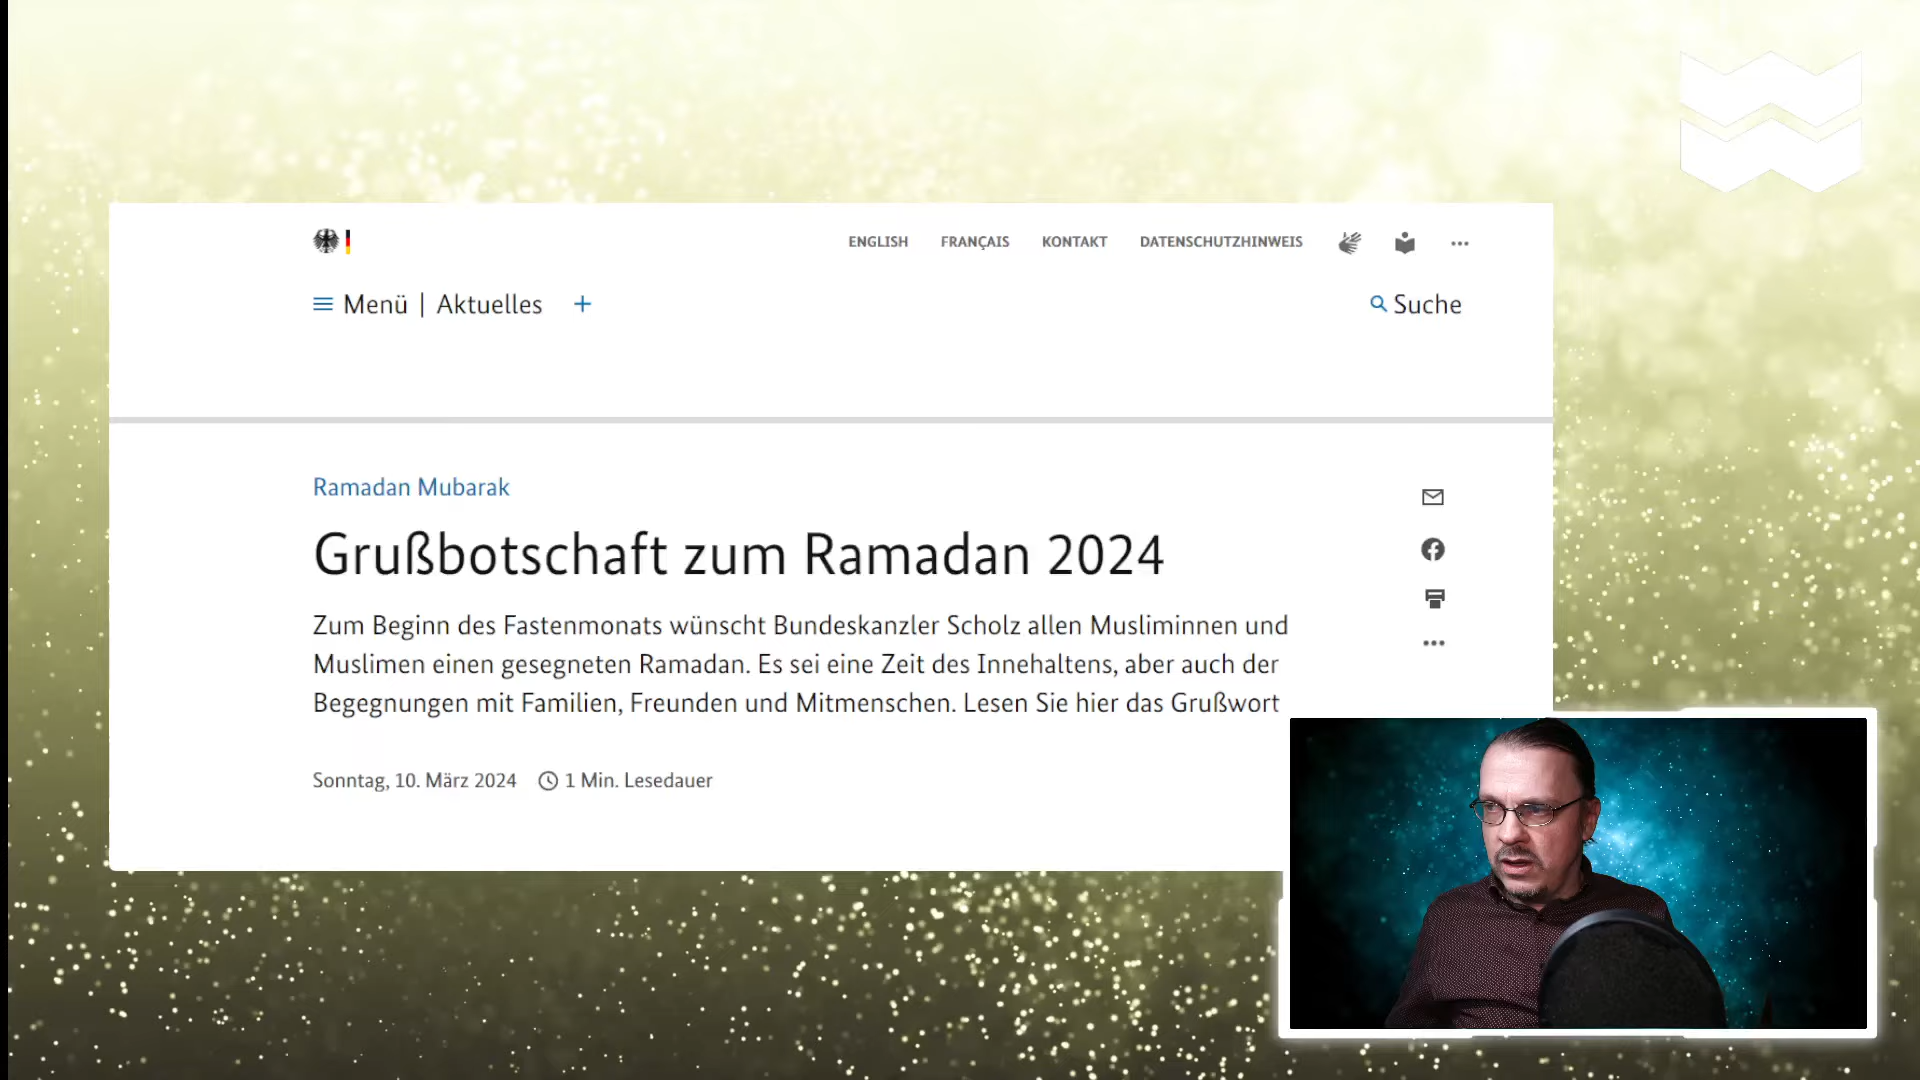 ENGLISH FRANÇAIS KONTAKT DATENSCHUTZHINWEIS
Menü | Aktuelles
Suche
Ramadan Mubarak
Grußbotschaft zum Ramadan 2024
Zum Beginn des Fastenmonats wünscht Bundeskanzler Scholz allen Musliminnen und
Muslimen einen gesegneten Ramadan. Es sei eine Zeit des Innehaltens, aber auch der
Begegnungen mit Familien, Freunden und Mitmenschen. Lesen Sie hier das Grußwort
Sonntag, 10. März 2024 1 Min. Lesedauer